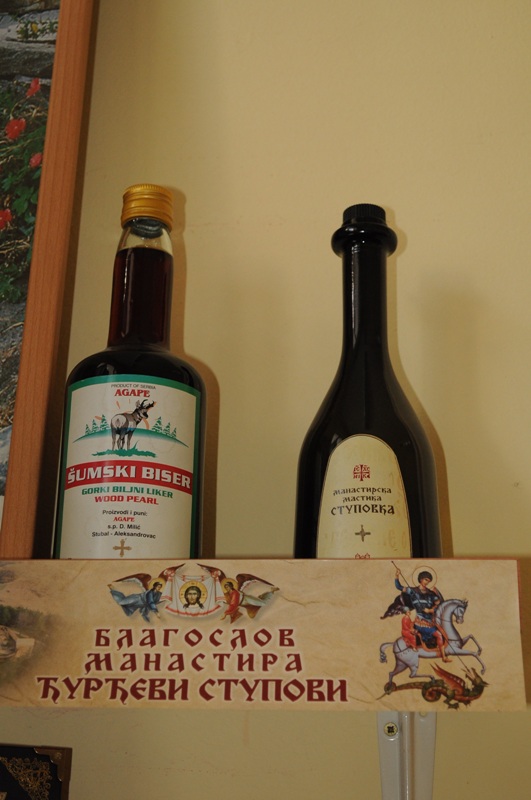 PRODUCT OF SERBIA
AGAPE
ŠUMSKI BISER
GORKI BILJNI LIKER
WOOD PEARL
Proizvodi i puni:
AGAPE
s.p. D. Milić
Stubal - Aleksandrovac
манастирска
мастика
СТУПОВКА
БЛАГОСЛОВ
МАНАСТИРА
ЂУРЂЕВИ СТУПОВИ